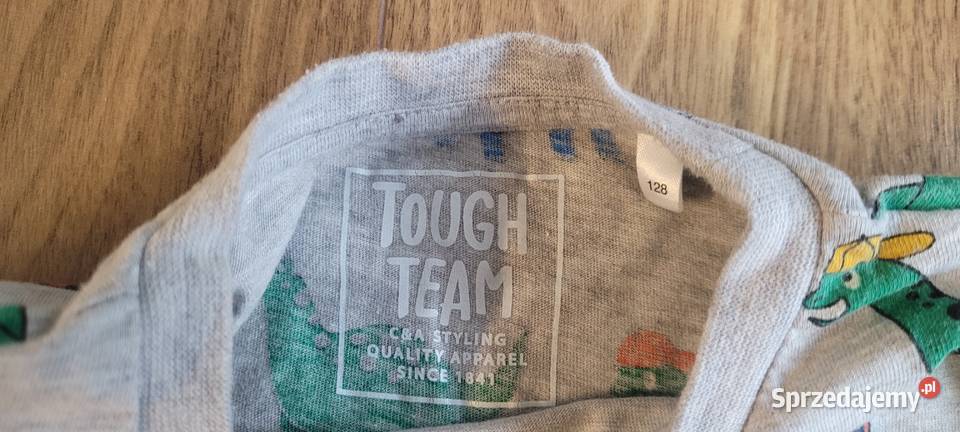 128
TOUGH
TEAM
C&A STYLING
QUALITY APPAREL
SINCE 1841
Sprzedajemy.pl